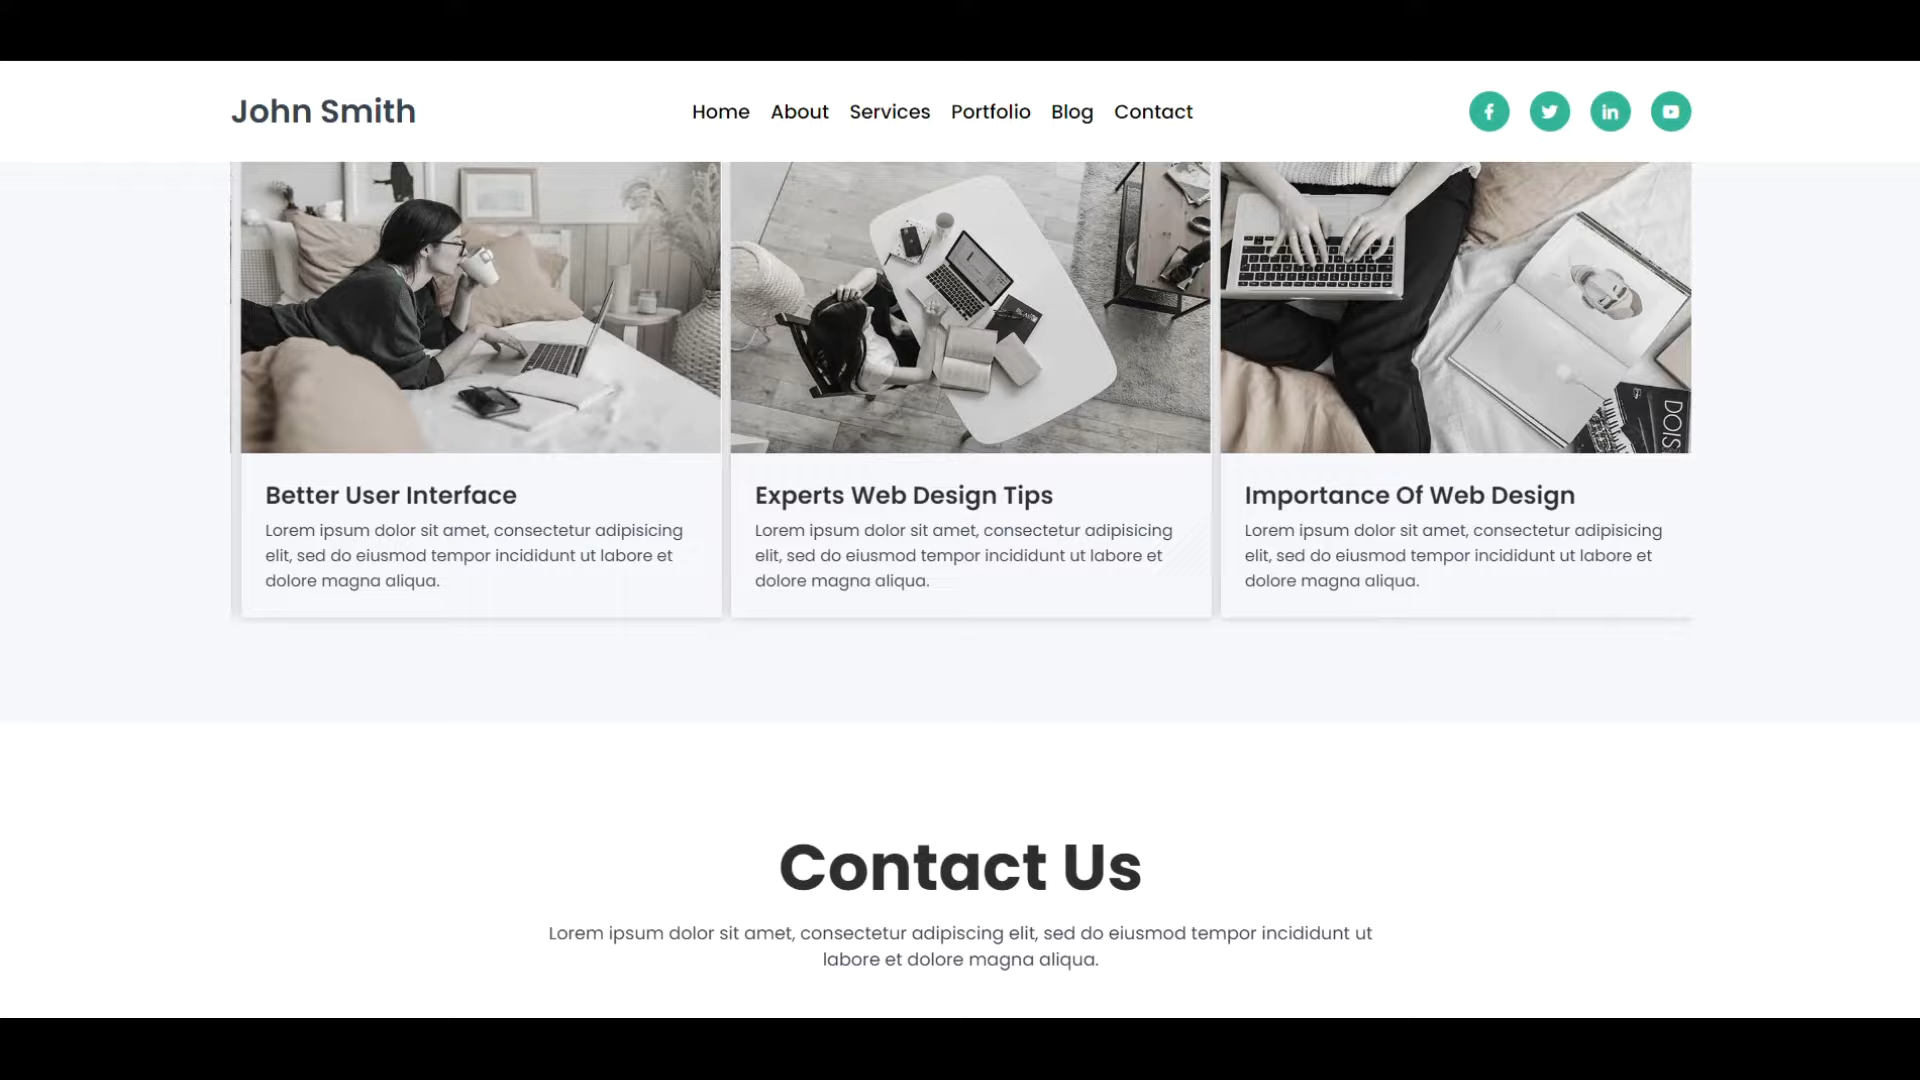 John Smith
Home About Services Portfolio Blog Contact
DOIS
Better User Interface
Lorem ipsum dolor sit amet, consectetur adipisicing
elit, sed do eiusmod tempor incididunt ut labore et
dolore magna aliqua.
Experts Web Design Tips
Lorem ipsum dolor sit amet, consectetur adipisicing
elit, sed do eiusmod tempor incididunt ut labore et
dolore magna aliqua.
Importance Of Web Design
Lorem ipsum dolor sit amet, consectetur adipisicing
elit, sed do eiusmod tempor incididunt ut labore et
dolore magna aliqua.
Contact Us
Lorem ipsum dolor sit amet, consectetur adipiscing elit, sed do eiusmod tempor incididunt ut
labore et dolore magna aliqua.